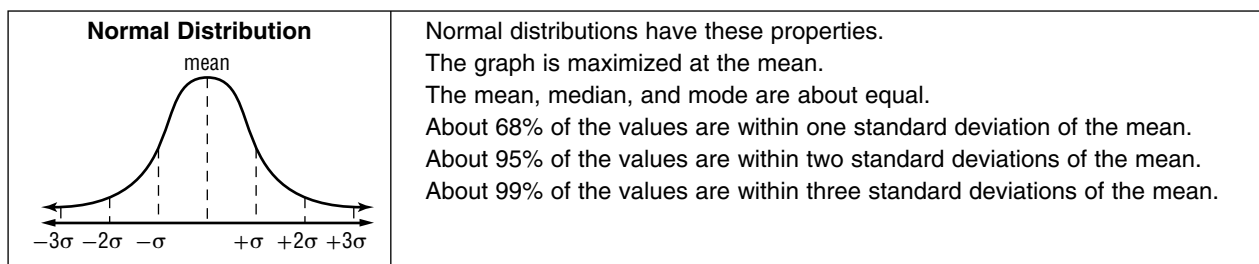 Normal Distribution
mean
−3σ −2σ −σ +σ +2σ +3σ
Normal distributions have these properties.
The graph is maximized at the mean.
The mean, median, and mode are about equal.
About 68% of the values are within one standard deviation of the mean.
About 95% of the values are within two standard deviations of the mean.
About 99% of the values are within three standard deviations of the mean.